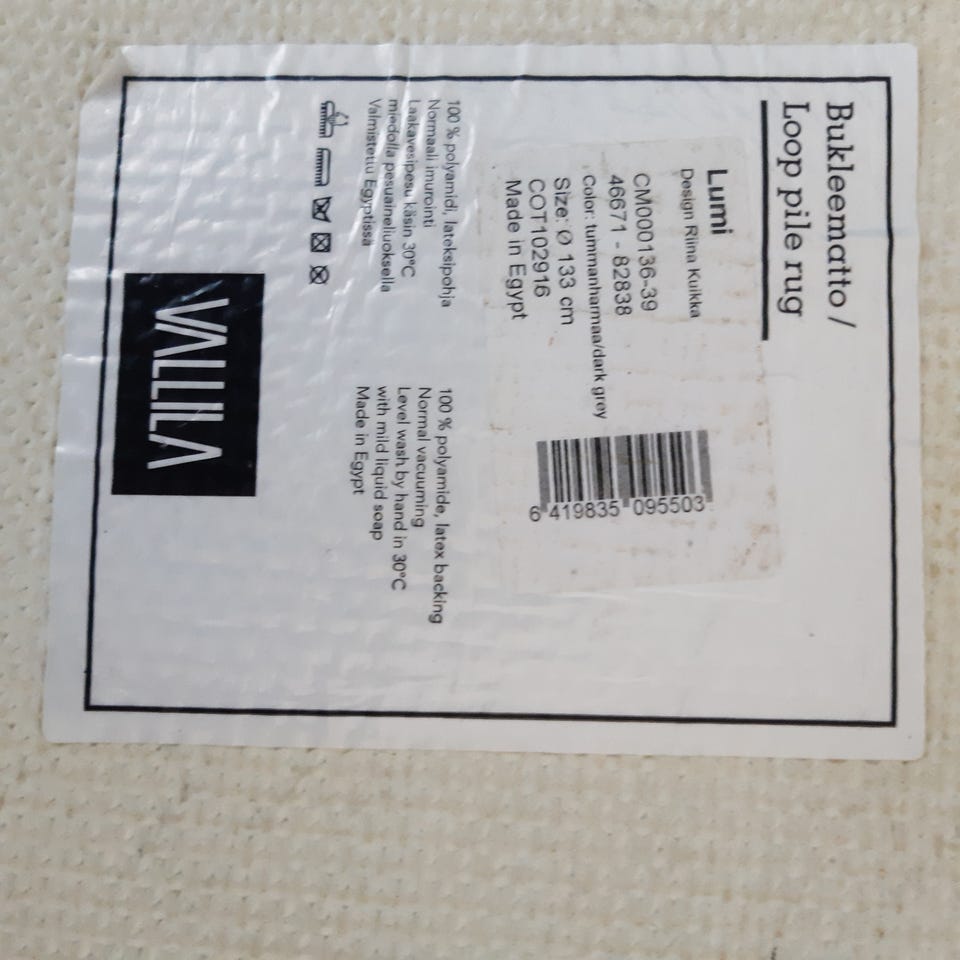 Bukleematto /
Loop pile rug
Lumi
Design Riina Kuikka
CM000136-39
46671 - 82838
Color: tummanharmaa/dark grey
Size: Ø 133 cm
COT102916
Made in Egypt
6 419835 095503
100 % polyamidi, lateksipohja
Normaali imurointi
Laakavesipesu käsin 30°C
miedolla pesuaineliuoksella
Valmistettu Egyptissä
100 % polyamide, latex backing
Normal vacuuming
Level wash by hand in 30°C
with mild liquid soap
Made in Egypt
VALLILA